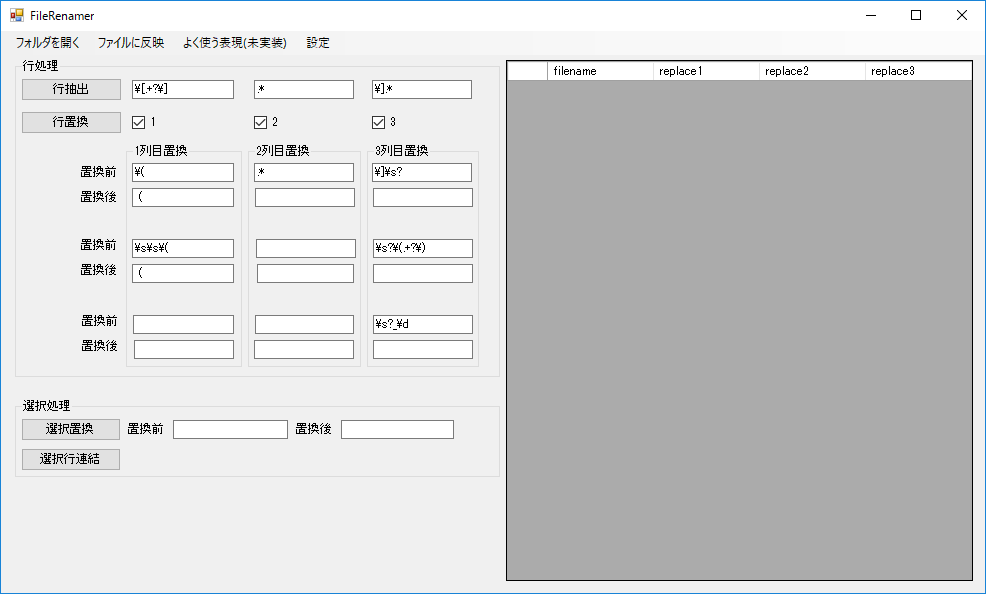 FileRenamer
フォルダを開く ファイルに反映 よく使う表現(未実装) 設定
行処理
行抽出 ¥[.+?¥] .* ¥].*
行置換 1 2 3
1列目置換 2列目置換 3列目置換
置換前 ¥( .* ¥]¥s?
置換後 (
置換前 ¥s¥s¥( ¥s?¥(.+?¥)
置換後 (
置換前 ¥s?_¥d
置換後
選択処理
選択置換 置換前 置換後
選択行連結
filename replace1 replace2 replace3